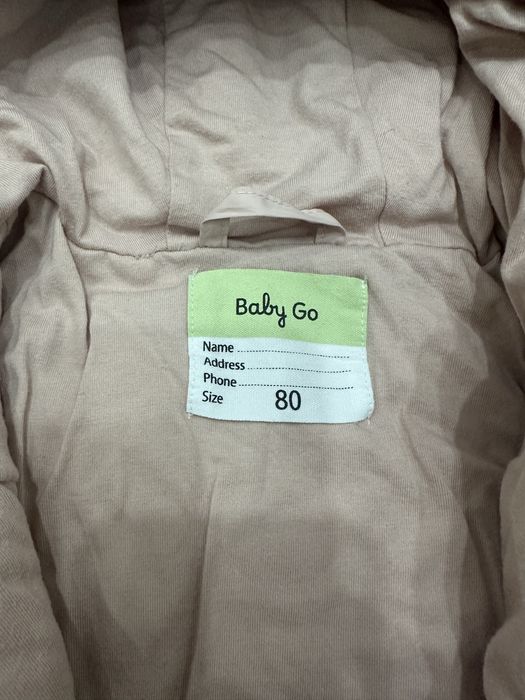 Baby Go
Name
Address
Phone
Size 80